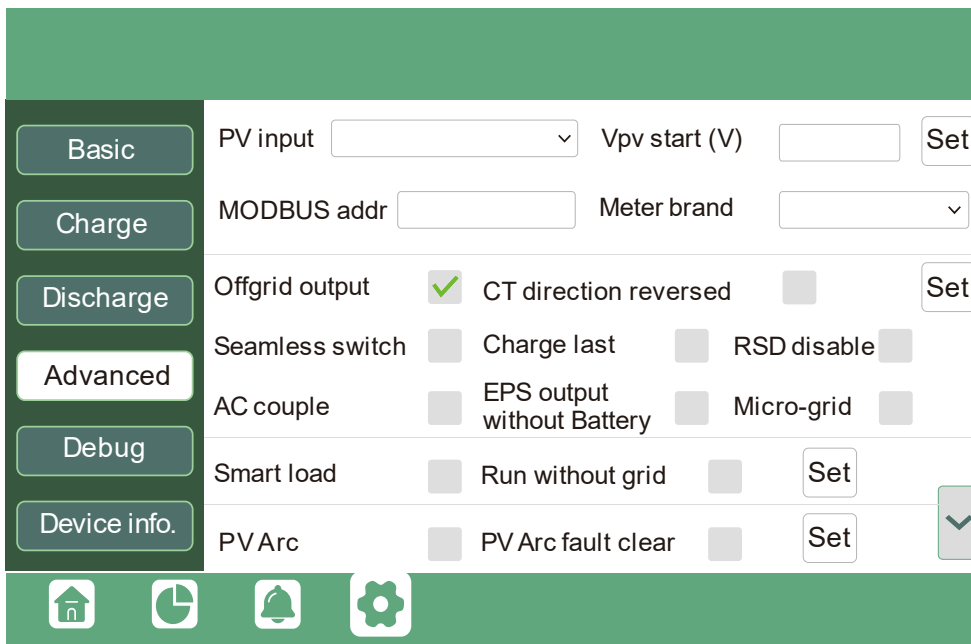 Basic
Charge
Discharge
Advanced
Debug
Device info.
PV input
Vpv start (V)
Set
MODBUS addr
Meter brand
Offgrid output
CT direction reversed
Set
Seamless switch
Charge last
RSD disable
AC couple
EPS output
without Battery
Micro-grid
Smart load
Run without grid
Set
PV Arc
PV Arc fault clear
Set